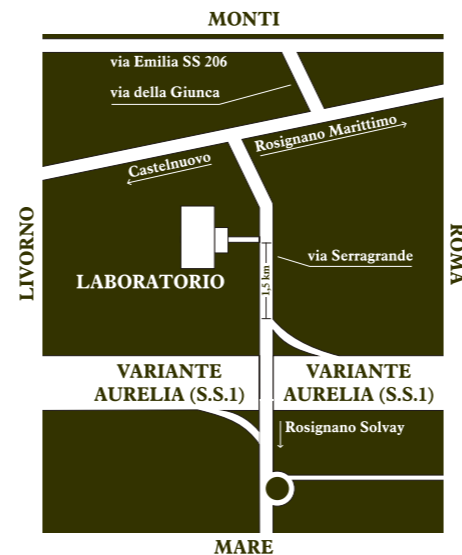 MONTI
via Emilia SS 206
via della Giunca
Rosignano Marittimo
Castelnuovo
LIVORNO
ROMA
via Serragrande
LABORATORIO
1,5 km
VARIANTE
AURELIA (S.S.1)
VARIANTE
AURELIA (S.S.1)
Rosignano Solvay
MARE